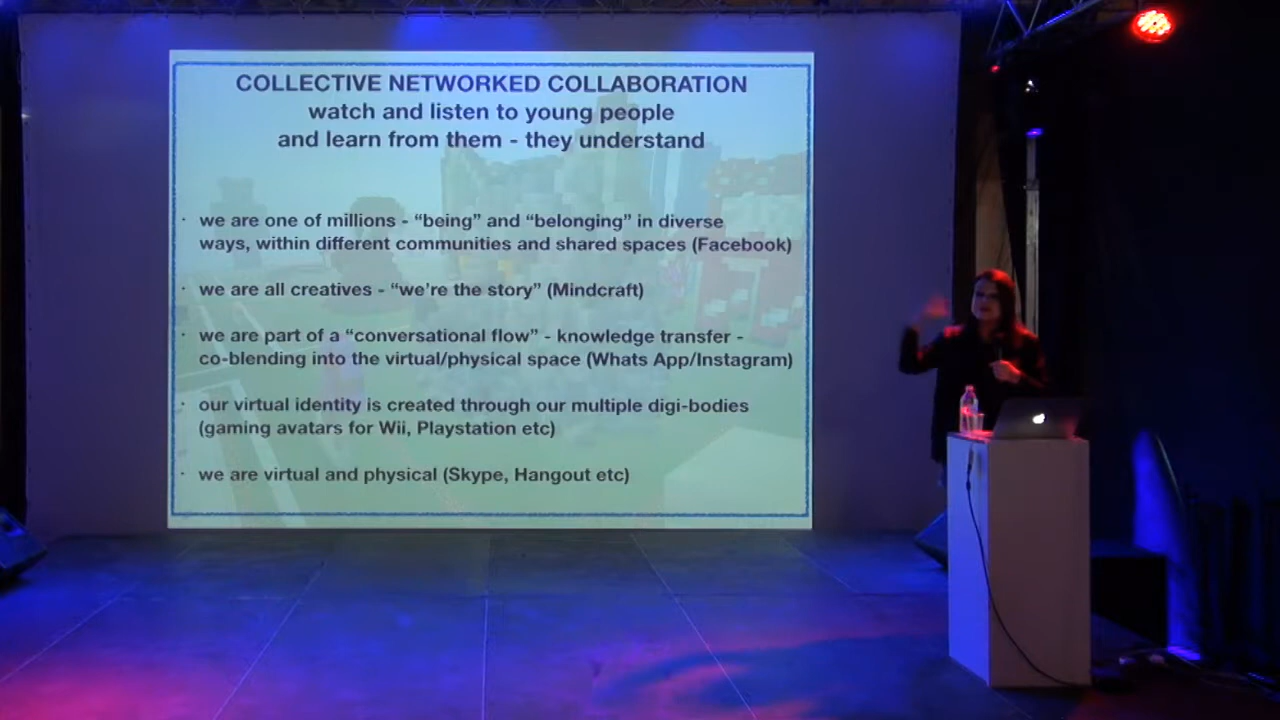 COLLECTIVE NETWORKED COLLABORATION
watch and listen to young people
and learn from them - they understand
· we are one of millions - “being” and “belonging” in diverse
ways, within different communities and shared spaces (Facebook)
· we are all creatives - “we’re the story” (Mindcraft)
· we are part of a “conversational flow” - knowledge transfer -
co-blending into the virtual/physical space (Whats App/Instagram)
· our virtual identity is created through our multiple digi-bodies
(gaming avatars for Wii, Playstation etc)
· we are virtual and physical (Skype, Hangout etc)